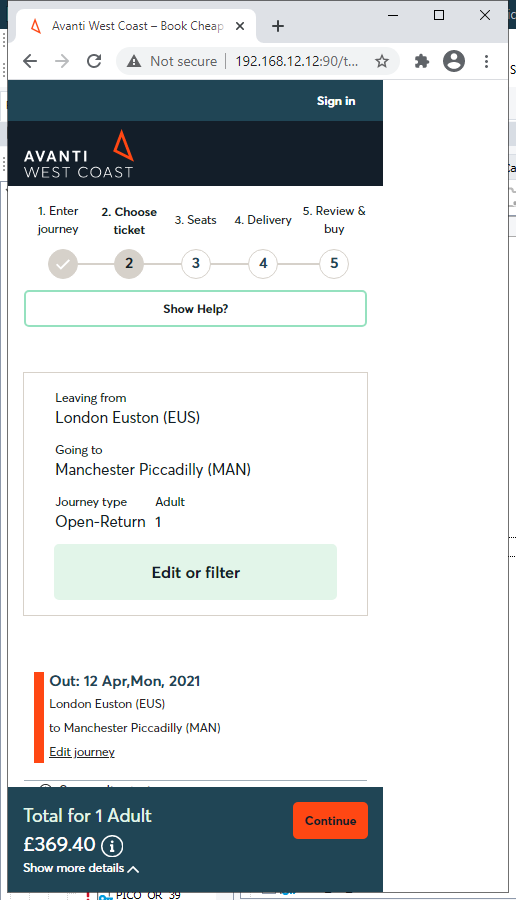 Avanti West Coast – Book Cheap
Not secure
192.168.12.12:90/t...
Sign in
AVANTI
WEST COAST
1. Enter journey
2. Choose ticket
3. Seats
4. Delivery
5. Review & buy
2
3
4
5
Show Help?
Leaving from
London Euston (EUS)
Going to
Manchester Piccadilly (MAN)
Journey type Adult
Open-Return 1
Edit or filter
Out: 12 Apr,Mon, 2021
London Euston (EUS)
to Manchester Piccadilly (MAN)
Edit journey
Total for 1 Adult
£369.40
Continue
Show more details
PICO_OR_39